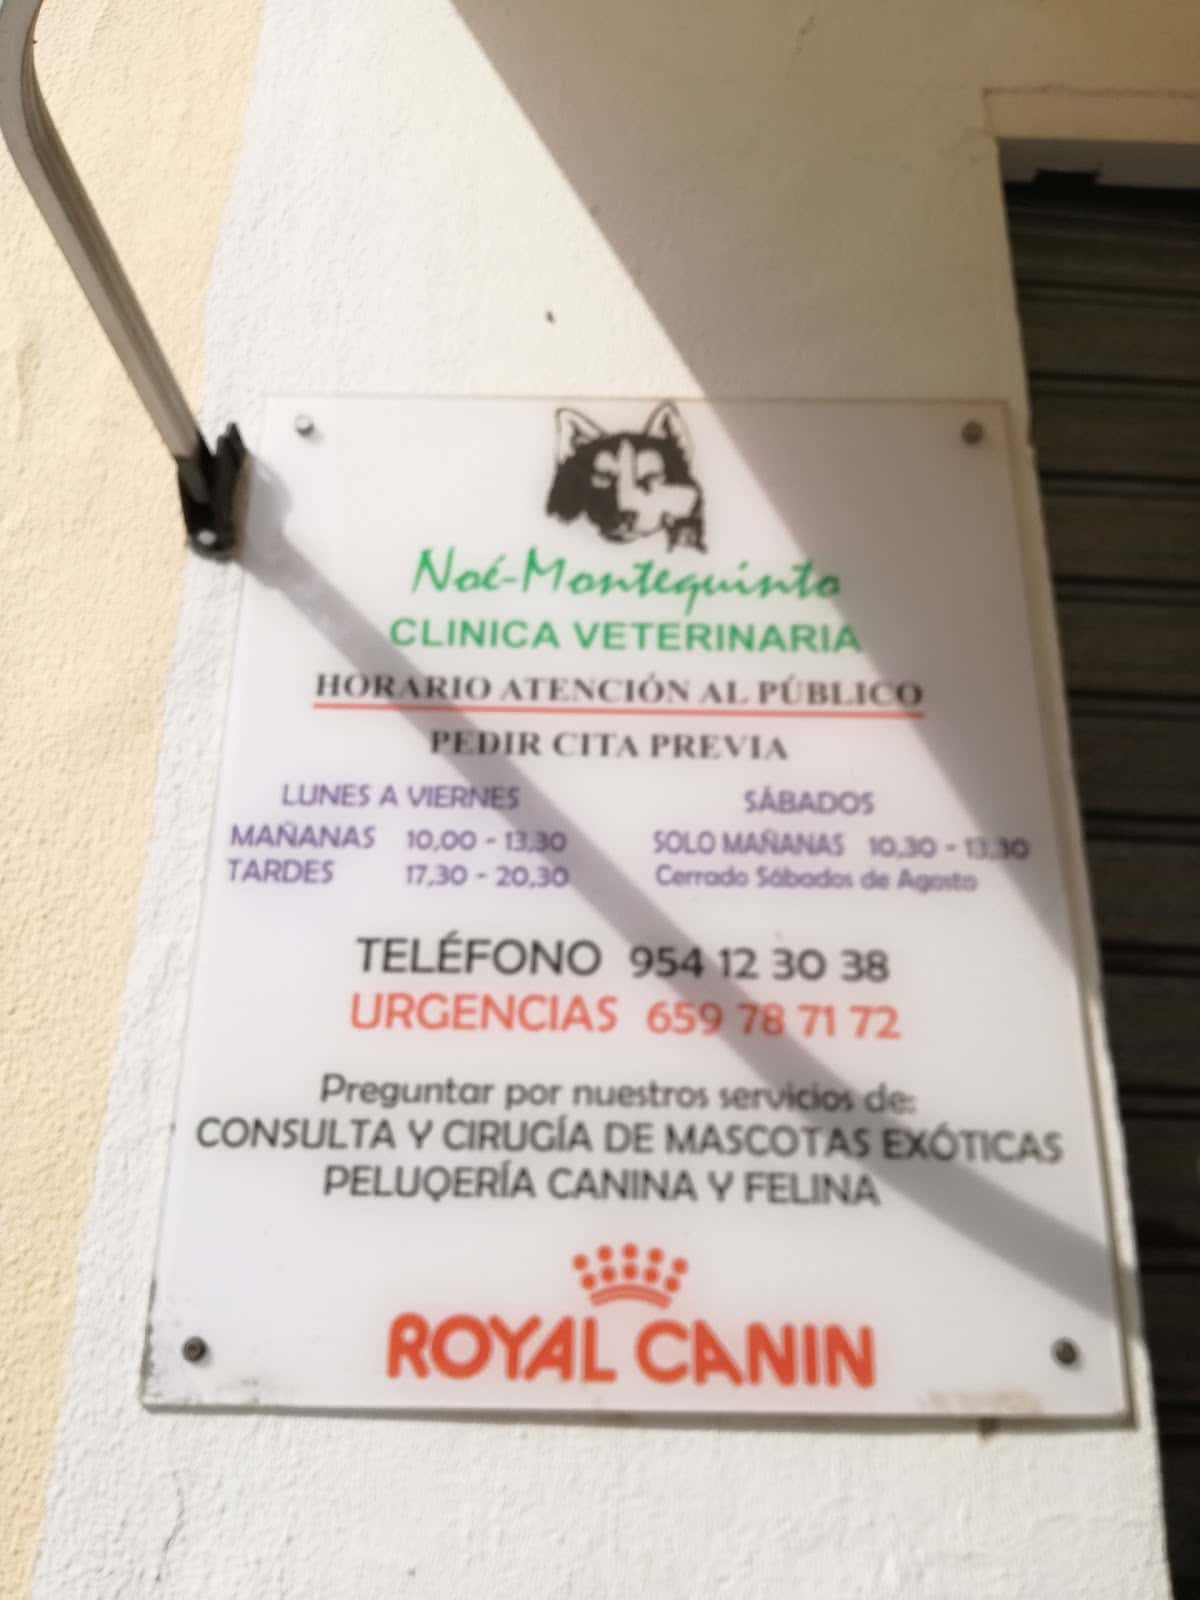 Noé-Montequinto
CLINICA VETERINARIA
HORARIO ATENCIÓN AL PÚBLICO
PEDIR CITA PREVIA
LUNES A VIERNES
MAÑANAS 10,00 - 13,30
TARDES 17,30 - 20,30
SÁBADOS
SOLO MAÑANAS 10,30 - 13,30
Cerrado Sábados de Agosto
TELÉFONO 954 12 30 38
URGENCIAS 659 78 71 72
Preguntar por nuestros servicios de:
CONSULTA Y CIRUGÍA DE MASCOTAS EXÓTICAS
PELUQERÍA CANINA Y FELINA
ROYAL CANIN